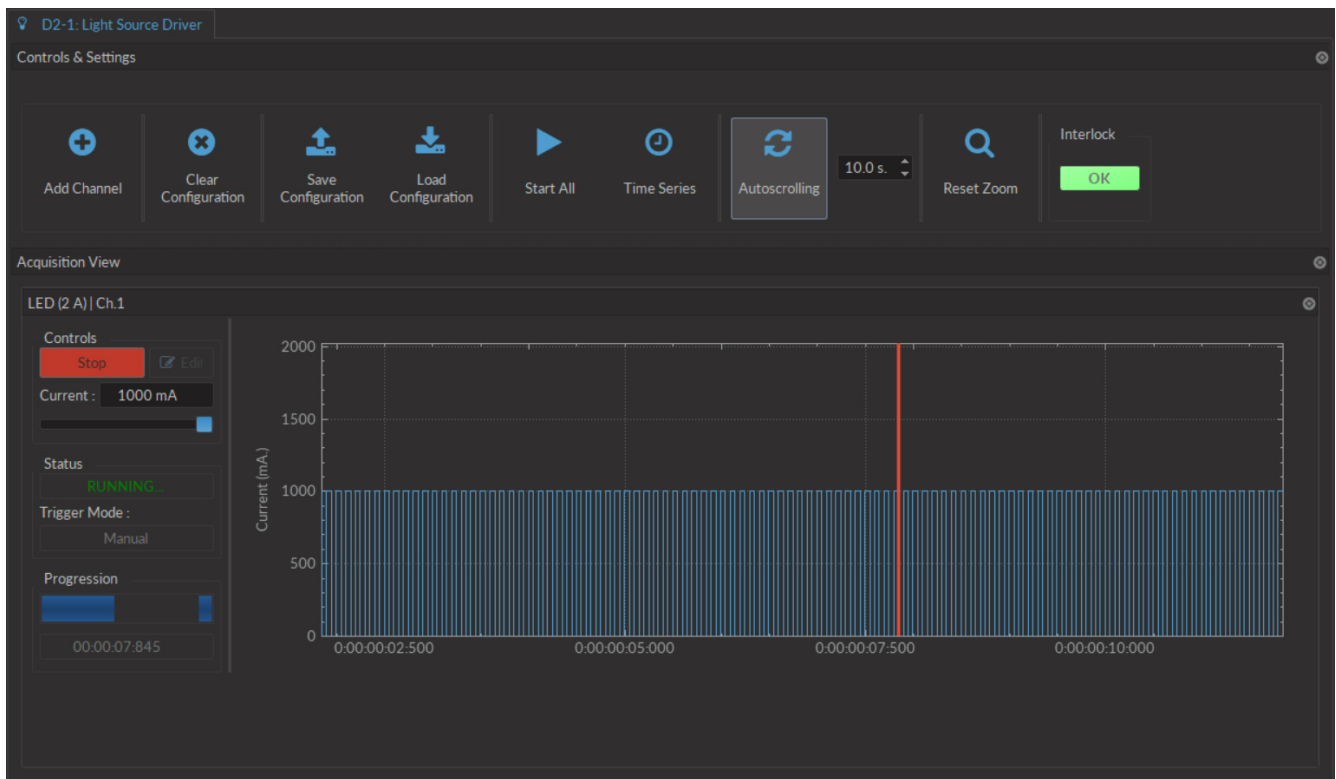 D2-1: Light Source Driver
Controls & Settings
Add Channel
Clear
Configuration
Save
Configuration
Load
Configuration
Start All
Time Series
Autoscrolling
10.0 s.
Reset Zoom
Interlock
OK
Acquisition View
LED (2 A) | Ch.1
Controls
Stop
Edit
Current : 1000 mA
Status
RUNNING...
Trigger Mode :
Manual
Progression
00:00:07:845
Current (mA.)
2000
1500
1000
500
0
0:00:00:02:500 0:00:00:05:000 0:00:00:07:500 0:00:00:10:000